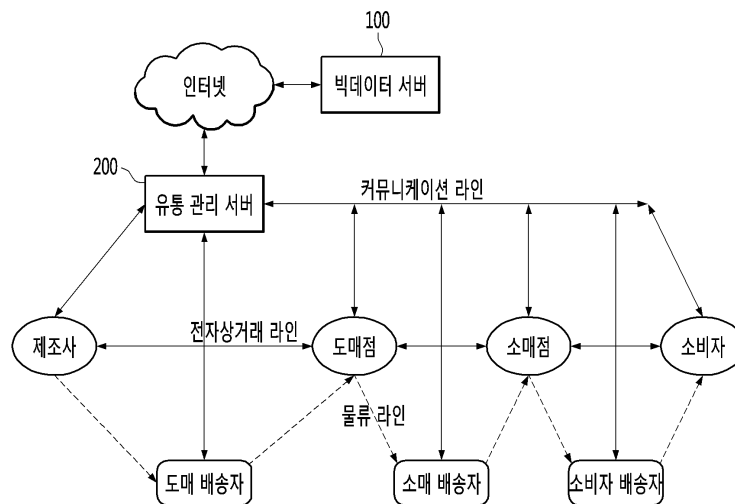 100
인터넷
빅데이터 서버
200
유통 관리 서버
커뮤니케이션 라인
전자상거래 라인
제조사
도매점
소매점
소비자
물류 라인
도매 배송자
소매 배송자
소비자 배송자